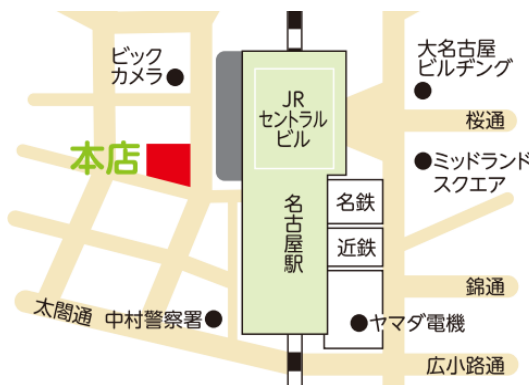 ビック
カメラ
大名古屋
ビルヂング
JR
セントラル
ビル
桜通
本店
ミッドランド
スクエア
名鉄
名古屋駅
近鉄
錦通
太閤通
中村警察署
ヤマダ電機
広小路通